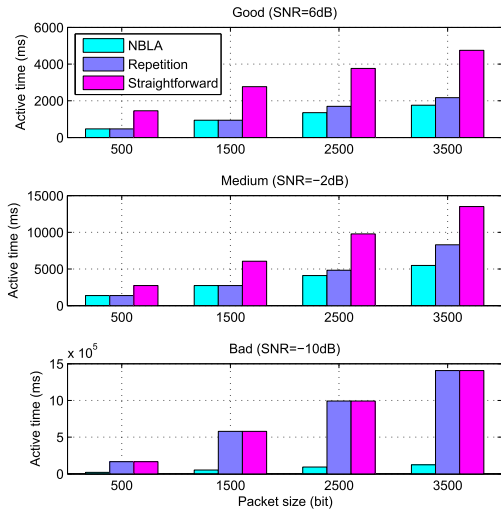 Good (SNR=6dB)
6000
4000
2000
0
Active time (ms)
NBLA
Repetition
Straightforward
500 1500 2500 3500
Medium (SNR=−2dB)
15000
10000
5000
0
Active time (ms)
500 1500 2500 3500
Bad (SNR=−10dB)
x 10^5
15
10
5
0
Active time (ms)
500 1500 2500 3500
Packet size (bit)